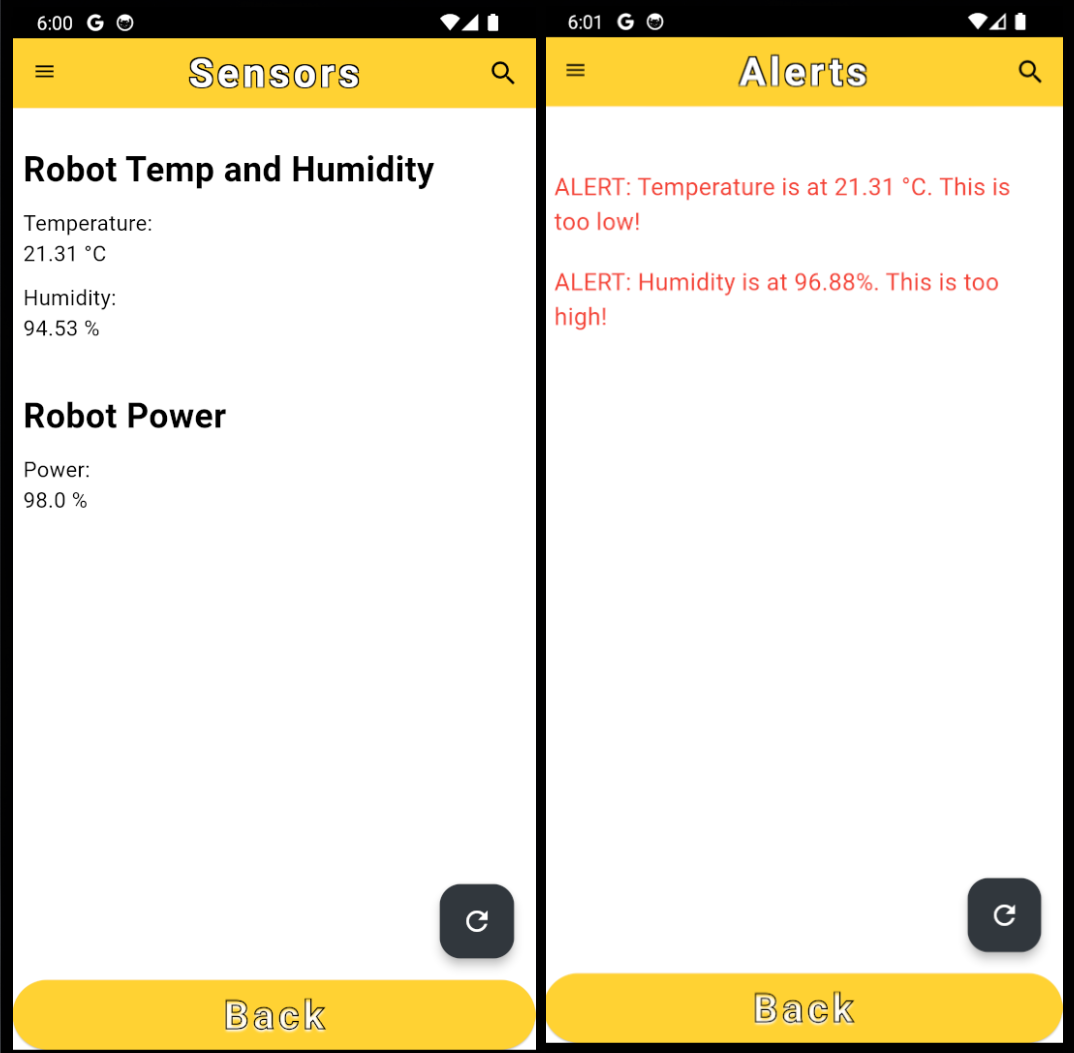 6:00 G
Sensors
Robot Temp and Humidity
Temperature:
21.31 °C
Humidity:
94.53 %
Robot Power
Power:
98.0 %
Back
6:01 G
Alerts
ALERT: Temperature is at 21.31 °C. This is
too low!
ALERT: Humidity is at 96.88%. This is too
high!
Back